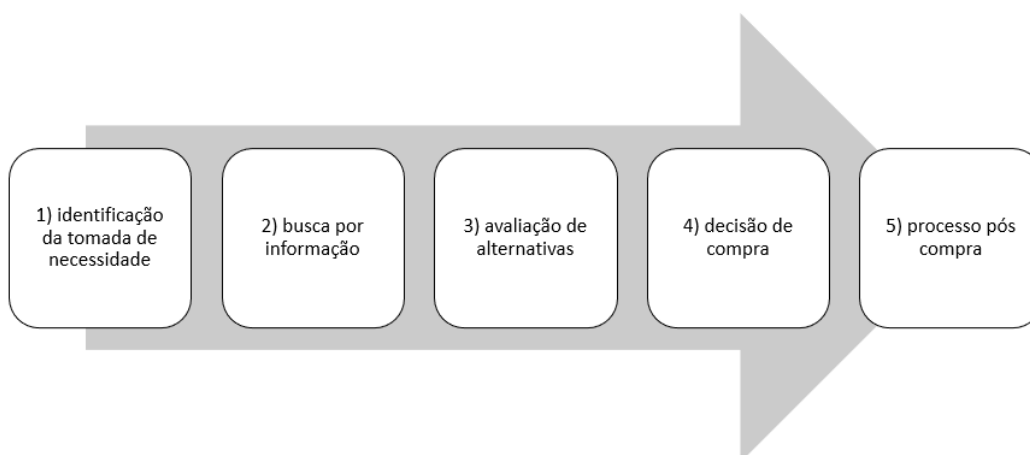 1) identificação
da tomada de
necessidade
2) busca por
informação
3) avaliação de
alternativas
4) decisão de
compra
5) processo pós
compra